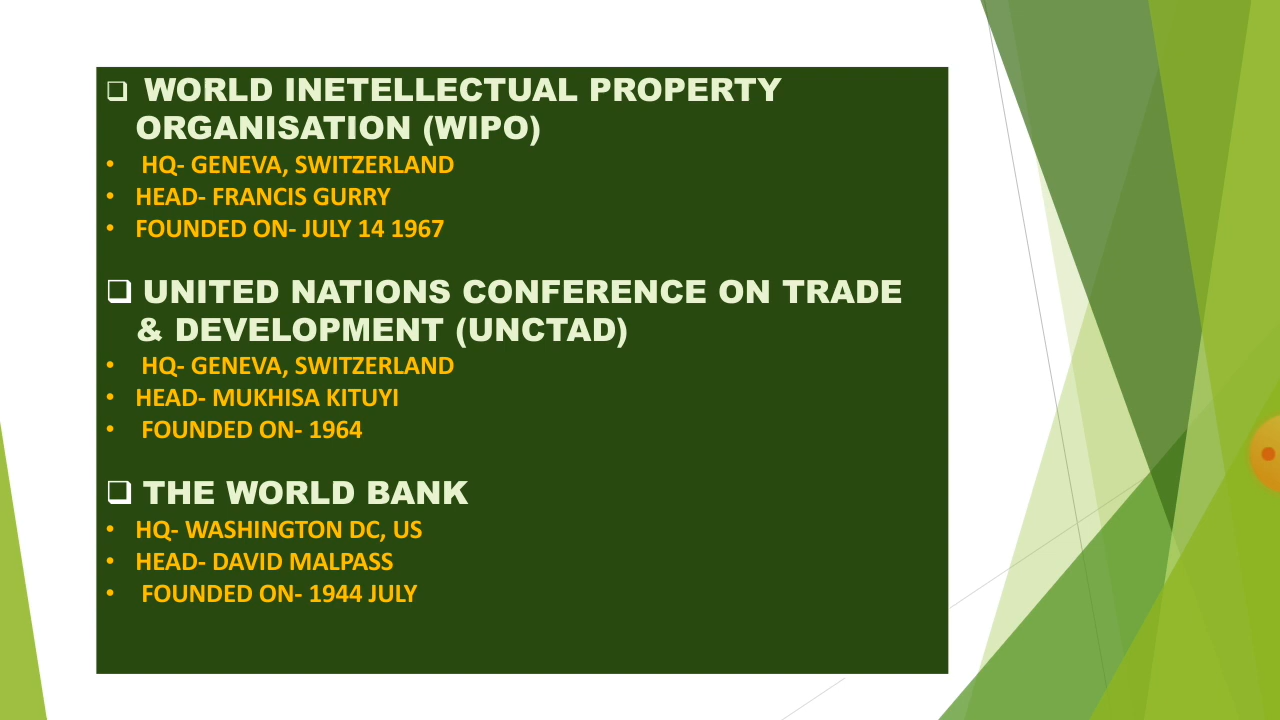 ❑ WORLD INETELLECTUAL PROPERTY
ORGANISATION (WIPO)
• HQ- GENEVA, SWITZERLAND
• HEAD- FRANCIS GURRY
• FOUNDED ON- JULY 14 1967
❑ UNITED NATIONS CONFERENCE ON TRADE
& DEVELOPMENT (UNCTAD)
• HQ- GENEVA, SWITZERLAND
• HEAD- MUKHISA KITUYI
• FOUNDED ON- 1964
❑ THE WORLD BANK
• HQ- WASHINGTON DC, US
• HEAD- DAVID MALPASS
• FOUNDED ON- 1944 JULY